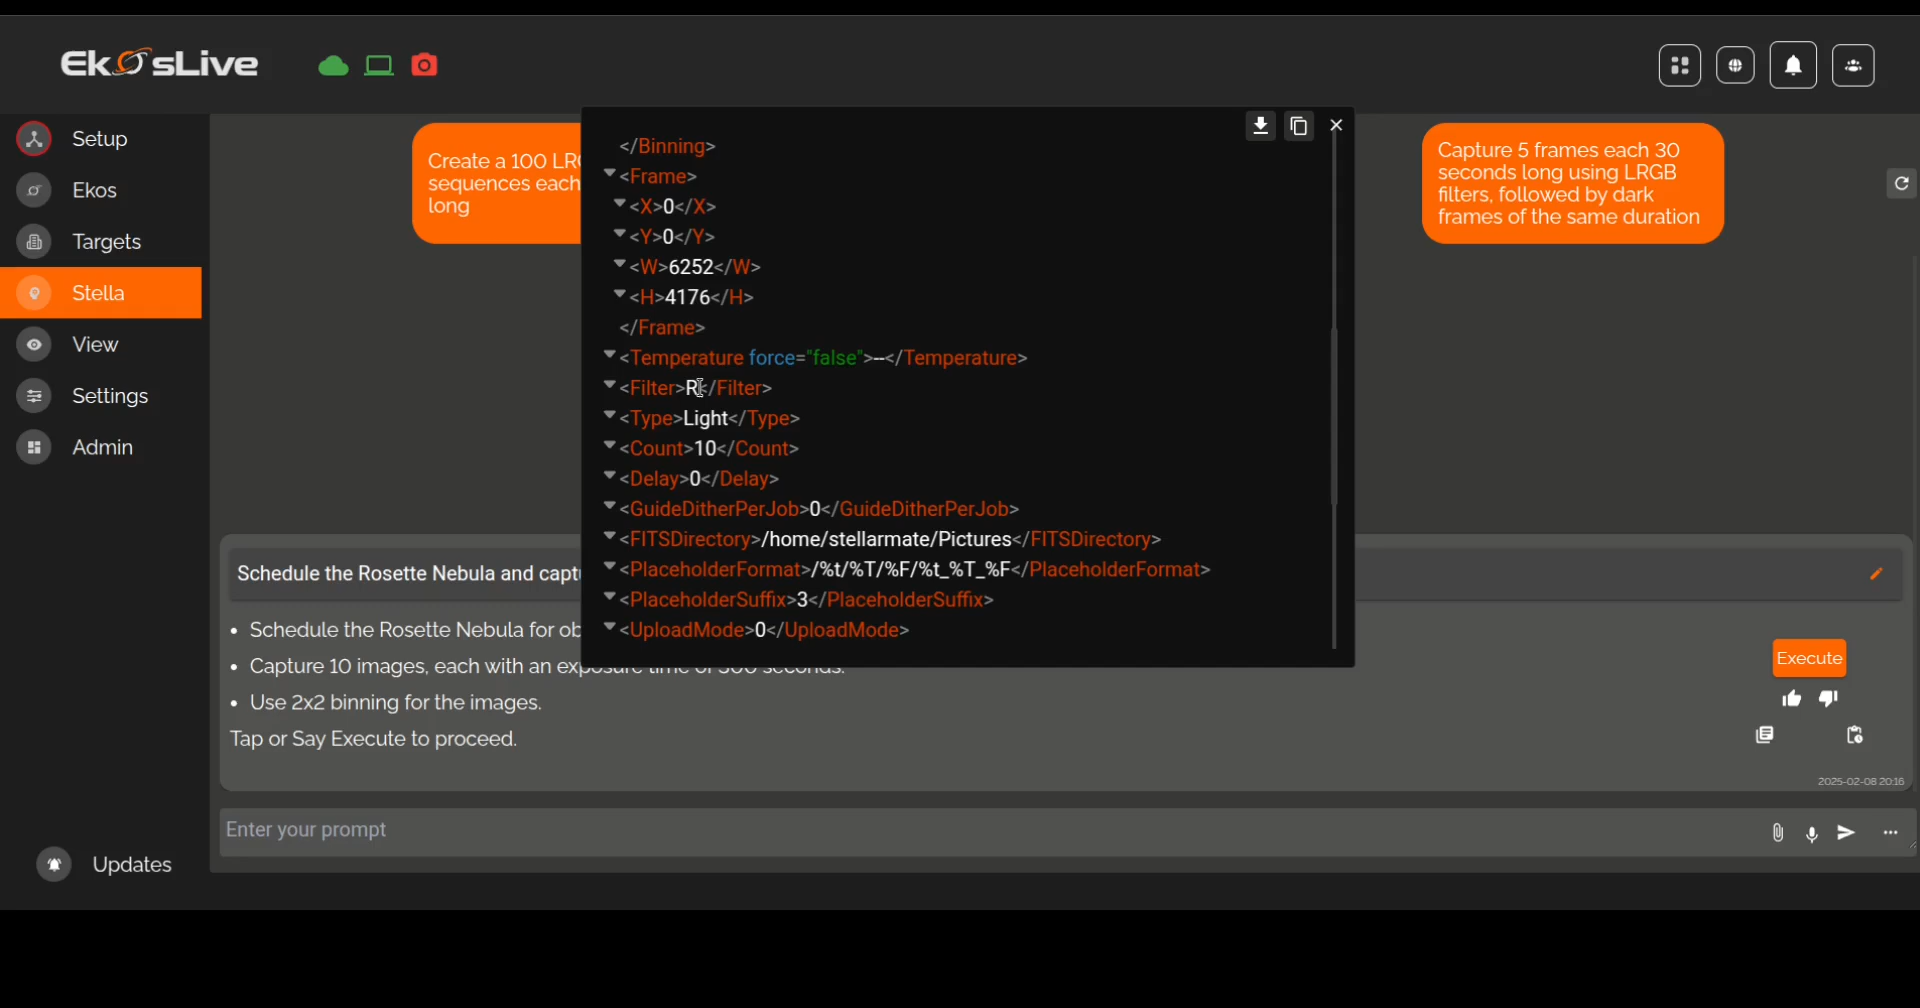 EkosLive
Setup
Ekos
Targets
Stella
View
Settings
Admin
Updates
Create a 100 LRG
sequences each
long
Capture 5 frames each 30
seconds long using LRGB
filters, followed by dark
frames of the same duration
</Binning>
<Frame>
<X>0</X>
<Y>0</Y>
<W>6252</W>
<H>4176</H>
</Frame>
<Temperature force="false">--</Temperature>
<Filter>R</Filter>
<Type>Light</Type>
<Count>10</Count>
<Delay>0</Delay>
<GuideDitherPerJob>0</GuideDitherPerJob>
<FITSDirectory>/home/stellarmate/Pictures</FITSDirectory>
<PlaceholderFormat>/%t/%T/%F/%t_%T_%F</PlaceholderFormat>
<PlaceholderSuffix>3</PlaceholderSuffix>
<UploadMode>0</UploadMode>
Schedule the Rosette Nebula and captu
• Schedule the Rosette Nebula for ob
• Capture 10 images, each with an exposure time of 300 seconds.
• Use 2x2 binning for the images.
Tap or Say Execute to proceed.
Execute
2025-02-08 20:16
Enter your prompt